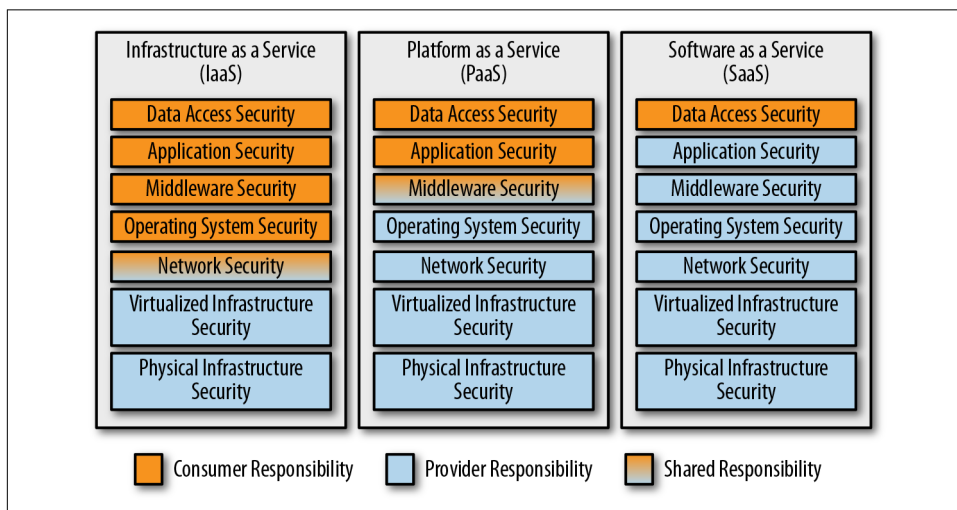 Infrastructure as a Service
(IaaS)
Data Access Security
Application Security
Middleware Security
Operating System Security
Network Security
Virtualized Infrastructure
Security
Physical Infrastructure
Security
Platform as a Service
(PaaS)
Data Access Security
Application Security
Middleware Security
Operating System Security
Network Security
Virtualized Infrastructure
Security
Physical Infrastructure
Security
Software as a Service
(SaaS)
Data Access Security
Application Security
Middleware Security
Operating System Security
Network Security
Virtualized Infrastructure
Security
Physical Infrastructure
Security
Consumer Responsibility
Provider Responsibility
Shared Responsibility